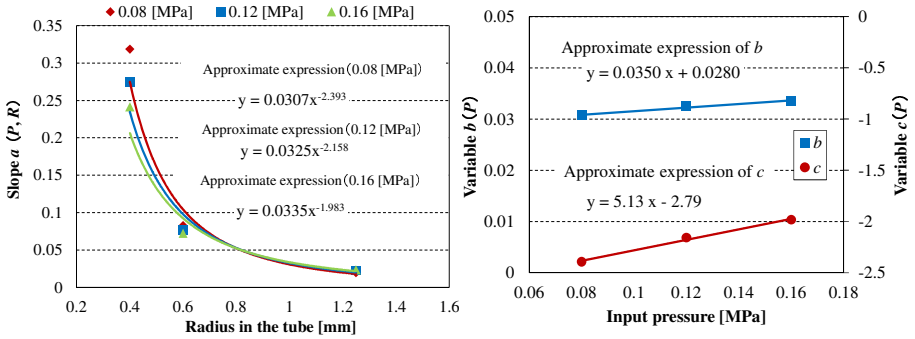 0.08 [MPa] 0.12 [MPa] 0.16 [MPa]
0.35
0.3
0.25
0.2
0.15
0.1
0.05
0
Slope a (P, R)
Approximate expression(0.08 [MPa])
y = 0.0307x^-2.393
Approximate expression(0.12 [MPa])
y = 0.0325x^-2.158
Approximate expression(0.16 [MPa])
y = 0.0335x^-1.983
0.2 0.4 0.6 0.8 1 1.2 1.4 1.6
Radius in the tube [mm]
0.05
0.04
0.03
0.02
0.01
0
Variable b(P)
Approximate expression of b
y = 0.0350 x + 0.0280
b
c
Approximate expression of c
y = 5.13 x - 2.79
0
-0.5
-1
-1.5
-2
-2.5
Variable c(P)
0.06 0.08 0.1 0.12 0.14 0.16 0.18
Input pressure [MPa]